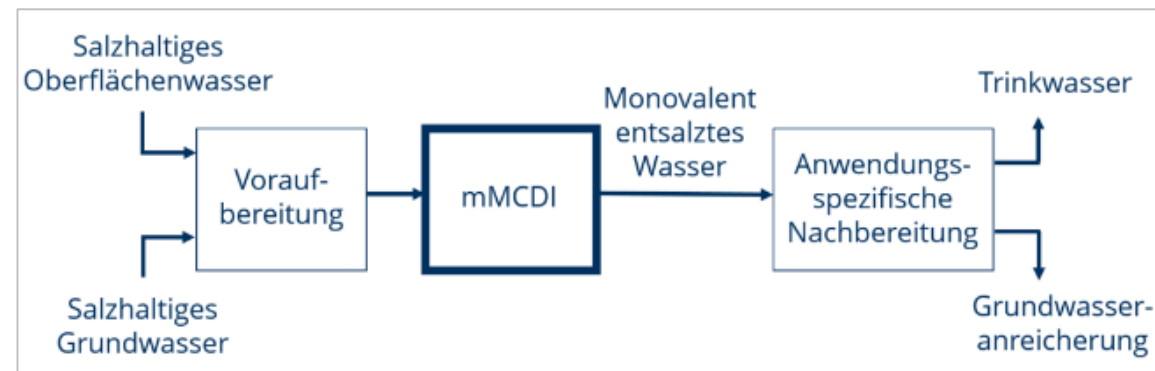 Salzhaltiges
Oberflächenwasser
Salzhaltiges
Grundwasser
Vorauf-
bereitung
mMCDI
Monovalent
entsalztes
Wasser
Anwendungs-
spezifische
Nachbereitung
Trinkwasser
Grundwasser-
anreicherung